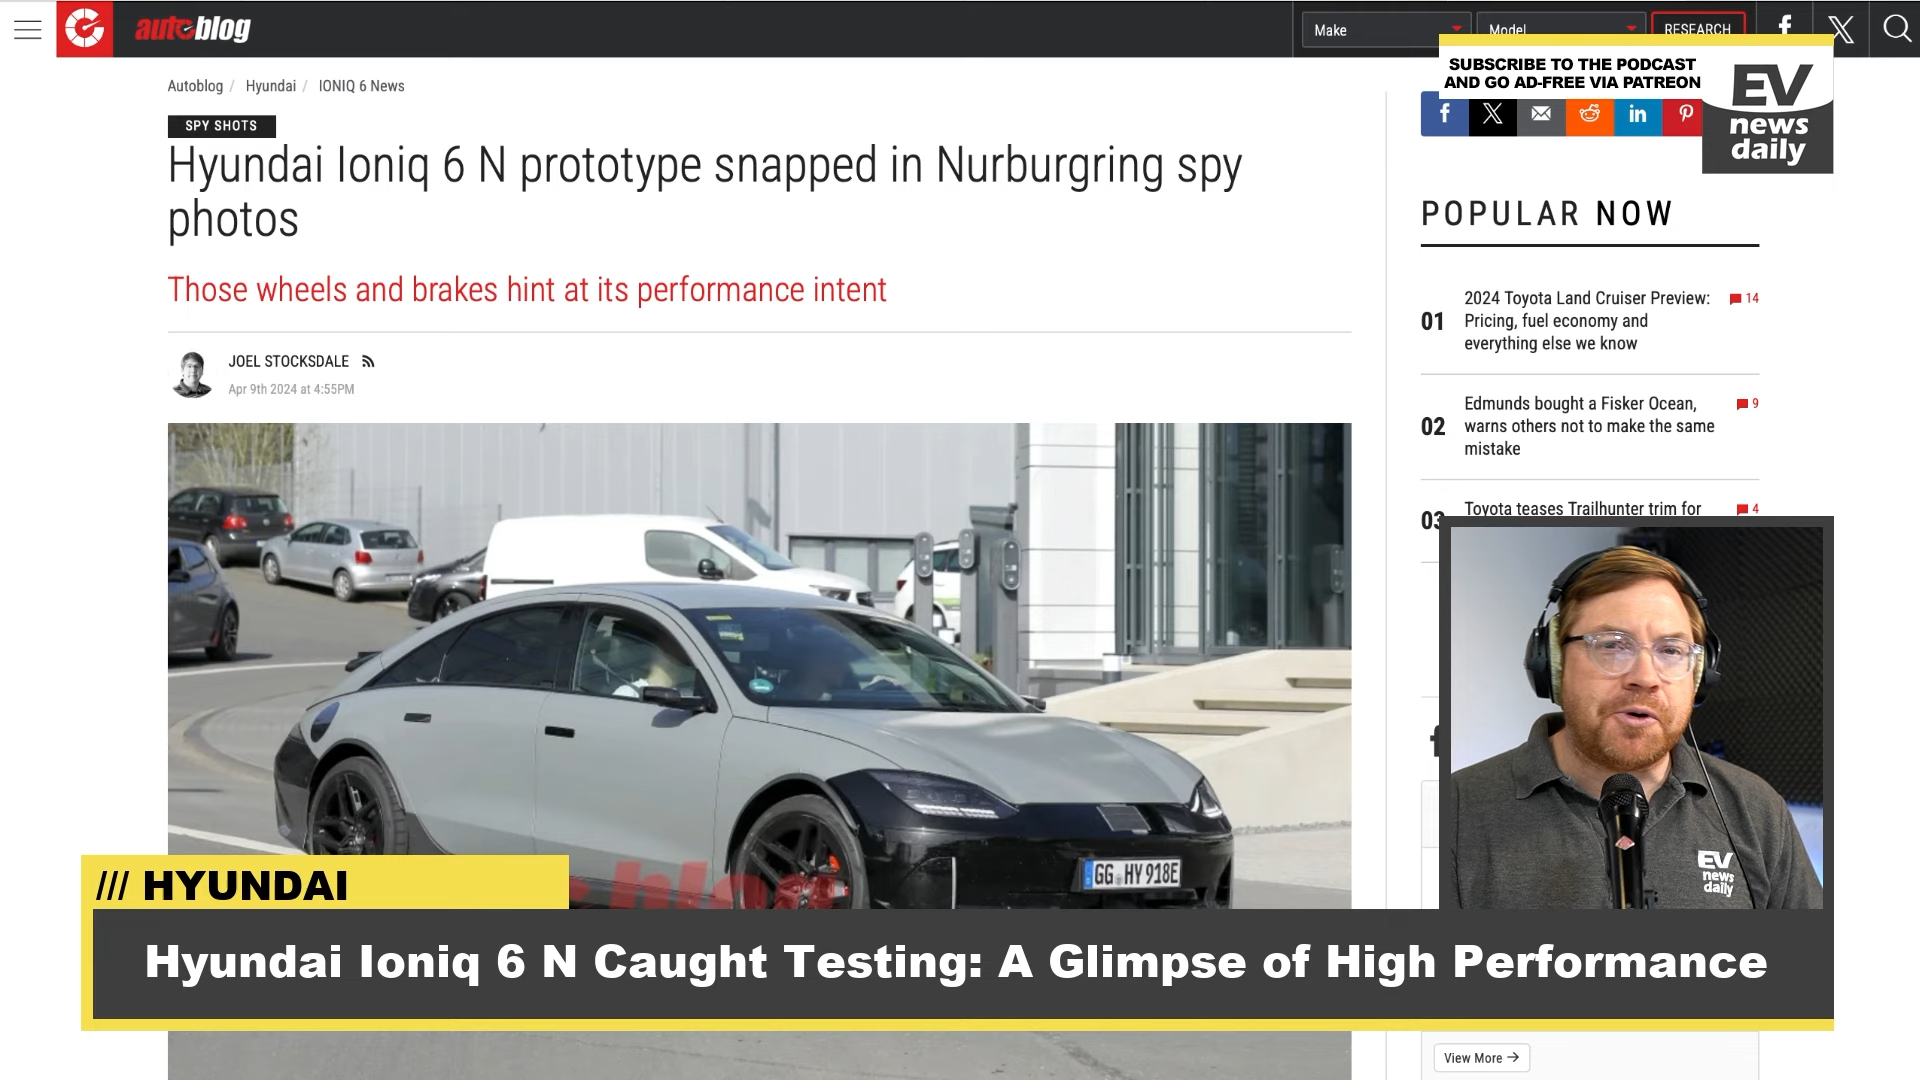 autoblog
Make
Model
RESEARCH
SUBSCRIBE TO THE PODCAST
AND GO AD-FREE VIA PATREON
EV
news
daily
Autoblog / Hyundai / IONIQ 6 News
SPY SHOTS
Hyundai Ioniq 6 N prototype snapped in Nurburgring spy
photos
Those wheels and brakes hint at its performance intent
JOEL STOCKSDALE
Apr 9th 2024 at 4:55PM
POPULAR NOW
01
2024 Toyota Land Cruiser Preview:
Pricing, fuel economy and
everything else we know
14
02
Edmunds bought a Fisker Ocean,
warns others not to make the same
mistake
9
03
Toyota teases Trailhunter trim for
4
GG HY 918E
EV
news
daily
/// HYUNDAI
Hyundai Ioniq 6 N Caught Testing: A Glimpse of High Performance
View More →